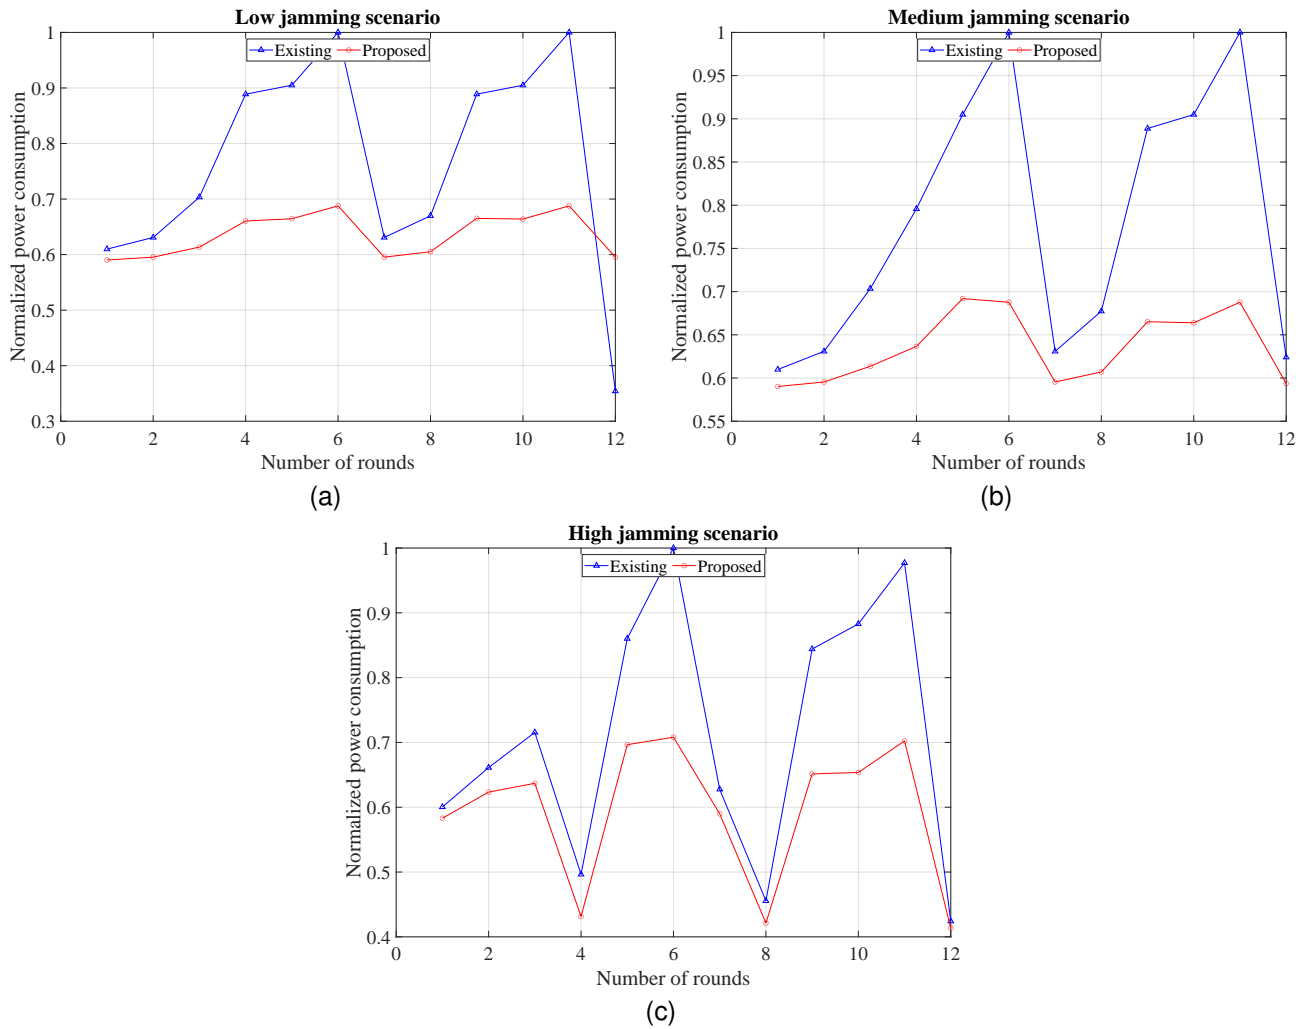 Low jamming scenario
Existing Proposed
1
0.9
0.8
0.7
0.6
0.5
0.4
0.3
Normalized power consumption
0 2 4 6 8 10 12
Number of rounds
(a)
Medium jamming scenario
Existing Proposed
1
0.95
0.9
0.85
0.8
0.75
0.7
0.65
0.6
0.55
Normalized power consumption
0 2 4 6 8 10 12
Number of rounds
(b)
High jamming scenario
Existing Proposed
1
0.9
0.8
0.7
0.6
0.5
0.4
Normalized power consumption
0 2 4 6 8 10 12
Number of rounds
(c)